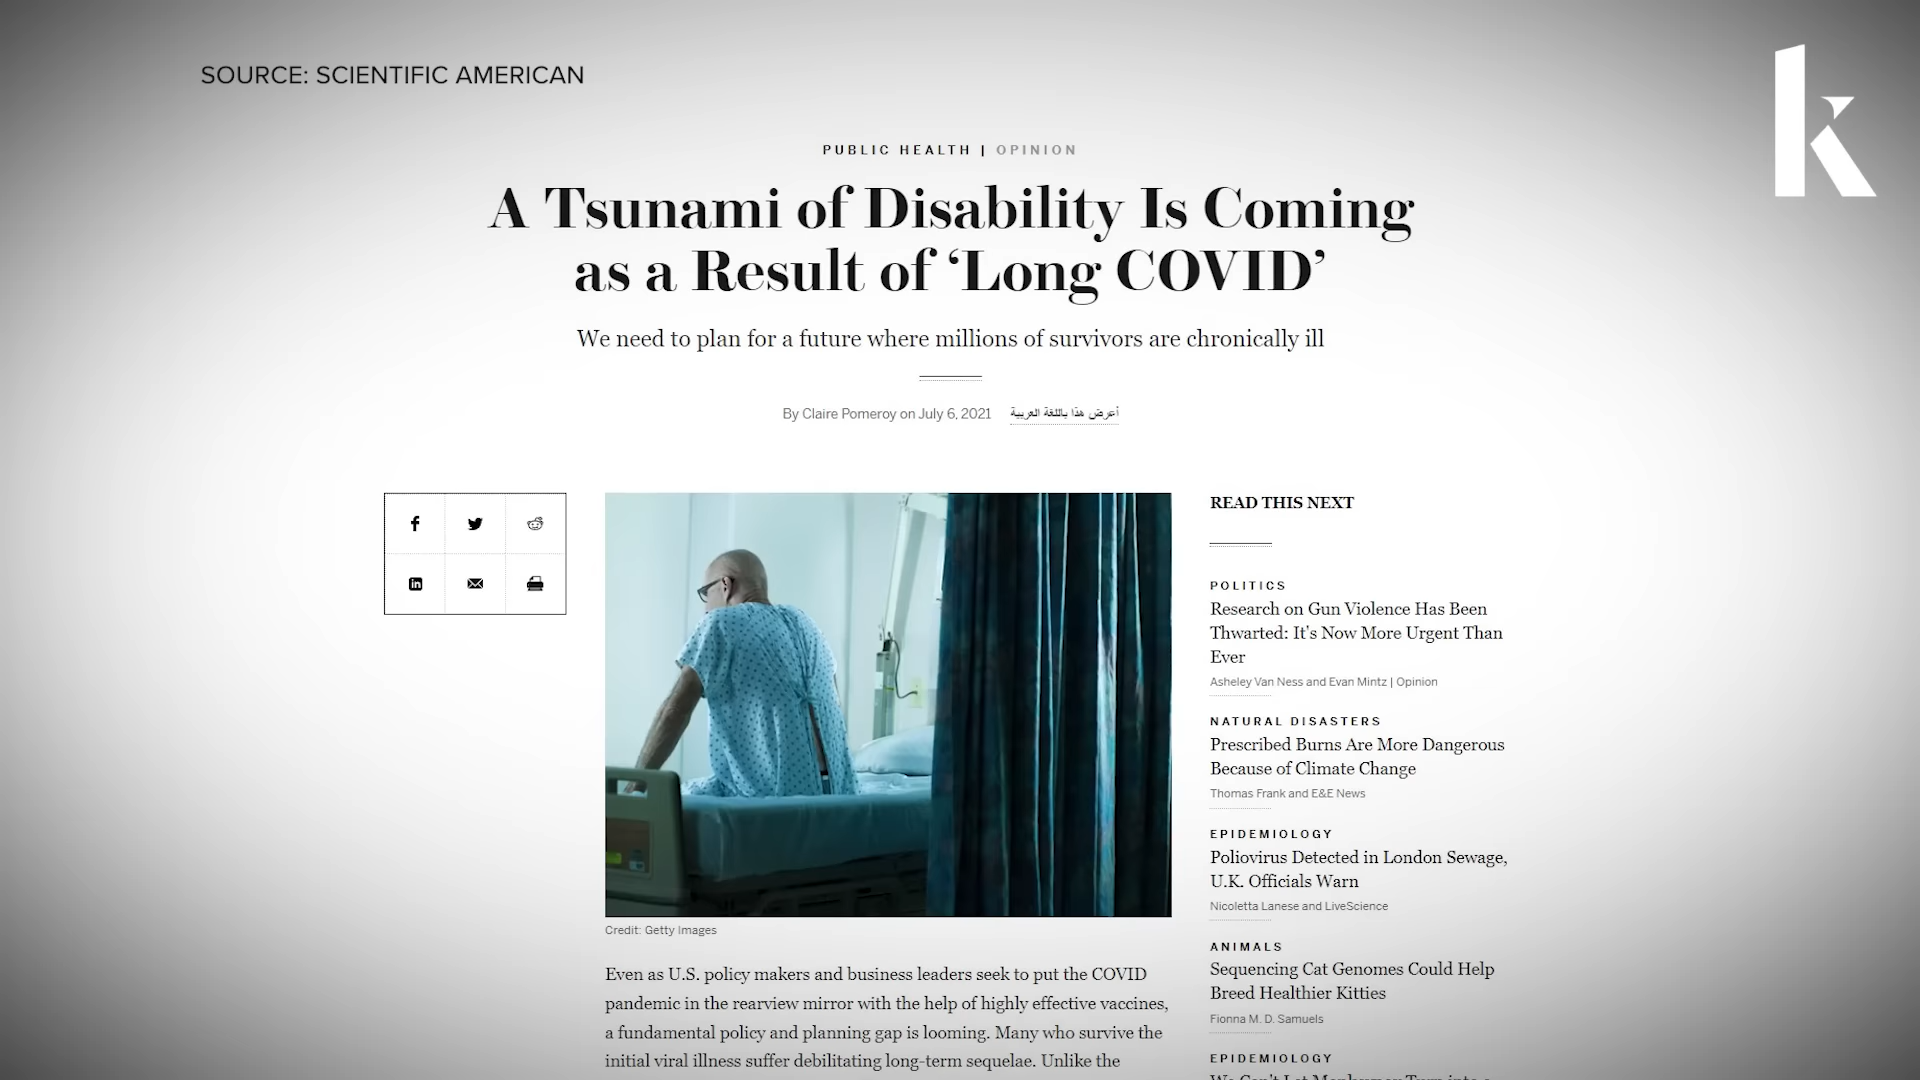 SOURCE: SCIENTIFIC AMERICAN
k
PUBLIC HEALTH | OPINION
A Tsunami of Disability Is Coming
as a Result of ‘Long COVID’
We need to plan for a future where millions of survivors are chronically ill
By Claire Pomeroy on July 6, 2021 أعرض هذا باللغة العربية
READ THIS NEXT
POLITICS
Research on Gun Violence Has Been
Thwarted: It's Now More Urgent Than
Ever
Asheley Van Ness and Evan Mintz | Opinion
NATURAL DISASTERS
Prescribed Burns Are More Dangerous
Because of Climate Change
Thomas Frank and E&E News
EPIDEMIOLOGY
Poliovirus Detected in London Sewage,
U.K. Officials Warn
Nicoletta Lanese and LiveScience
ANIMALS
Sequencing Cat Genomes Could Help
Breed Healthier Kitties
Fionna M. D. Samuels
EPIDEMIOLOGY
Credit: Getty Images
Even as U.S. policy makers and business leaders seek to put the COVID
pandemic in the rearview mirror with the help of highly effective vaccines,
a fundamental policy and planning gap is looming. Many who survive the
initial viral illness suffer debilitating long-term sequelae. Unlike the